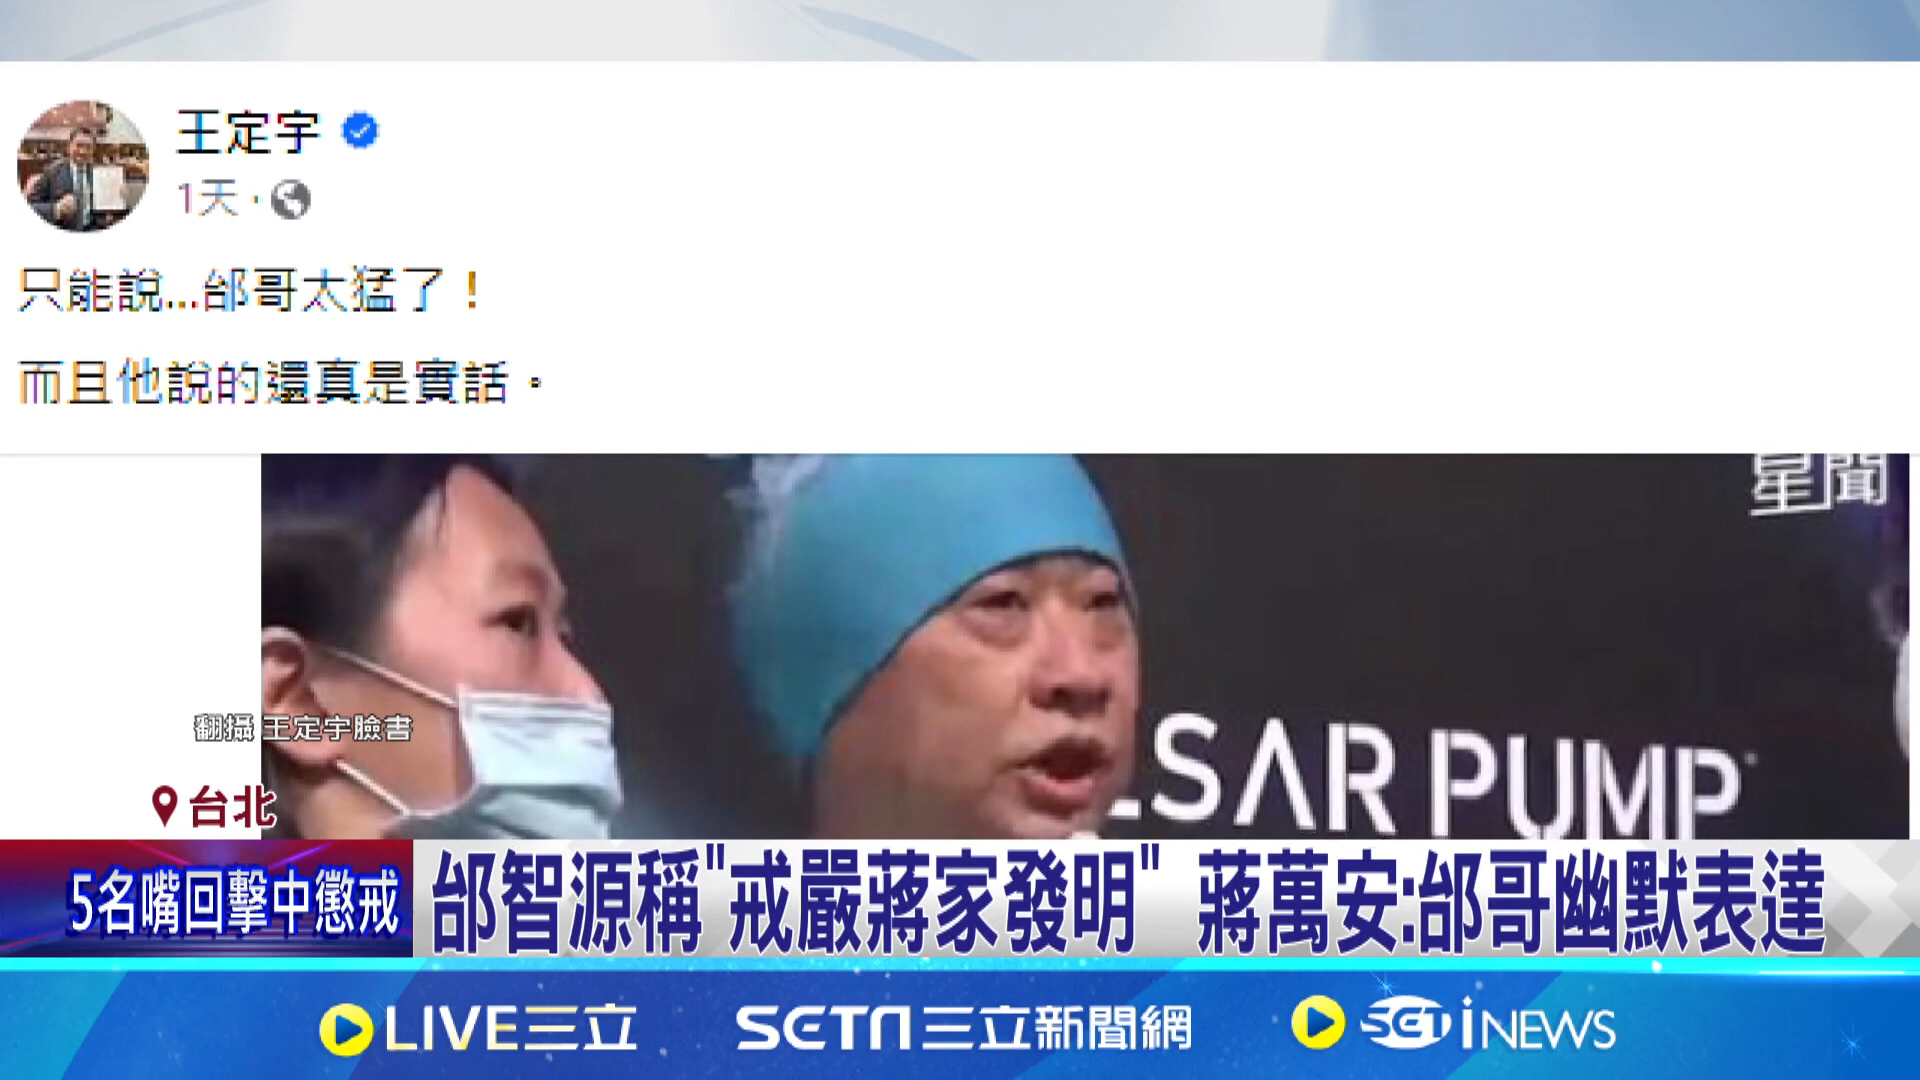 王定宇
1天·
只能說...邰哥太猛了！
而且他說的還真是實話。
星聞
LSAR PUMP
翻攝 王定宇臉書
台北
5名嘴回擊中懲戒
邰智源稱"戒嚴蔣家發明" 蔣萬安:邰哥幽默表達
LIVE三立
SETN三立新聞網
SET iNEWS